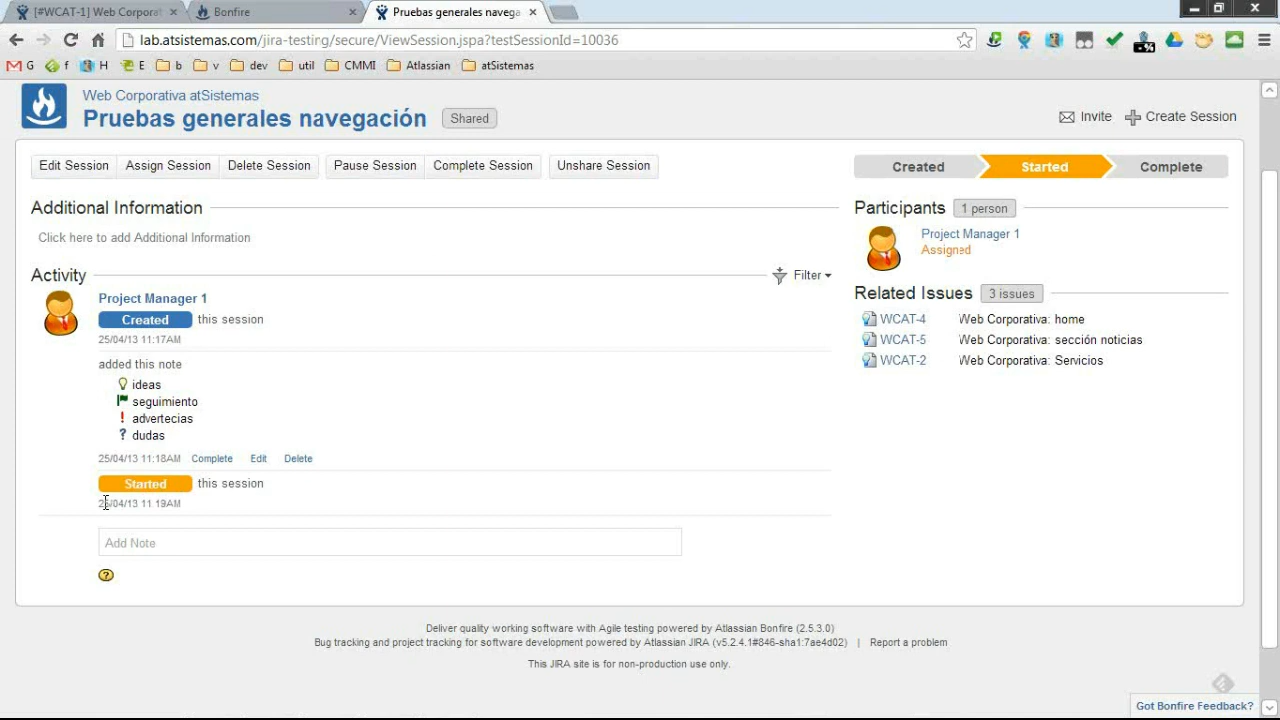 [#WCAT-1] Web Corporat
Bonfire
Pruebas generales navega
lab.atsistemas.com/jira-testing/secure/ViewSession.jspa?testSessionId=10036
G f H E b v dev util CMMI Atlassian atSistemas
Web Corporativa atSistemas
Pruebas generales navegación Shared
Invite Create Session
Edit Session Assign Session Delete Session Pause Session Complete Session Unshare Session
Created Started Complete
Additional Information
Click here to add Additional Information
Participants 1 person
Project Manager 1
Assigned
Related Issues 3 issues
WCAT-4 Web Corporativa: home
WCAT-5 Web Corporativa: sección noticias
WCAT-2 Web Corporativa: Servicios
Activity Filter
Project Manager 1
Created this session
25/04/13 11:17AM
added this note
ideas
seguimiento
! advertecias
? dudas
25/04/13 11:18AM Complete Edit Delete
Started this session
25/04/13 11:19AM
Add Note
?
Deliver quality working software with Agile testing powered by Atlassian Bonfire (2.5.3.0)
Bug tracking and project tracking for software development powered by Atlassian JIRA (v5.2.4.1#846-sha1:7ae4d02) | Report a problem
This JIRA site is for non-production use only.
Got Bonfire Feedback?